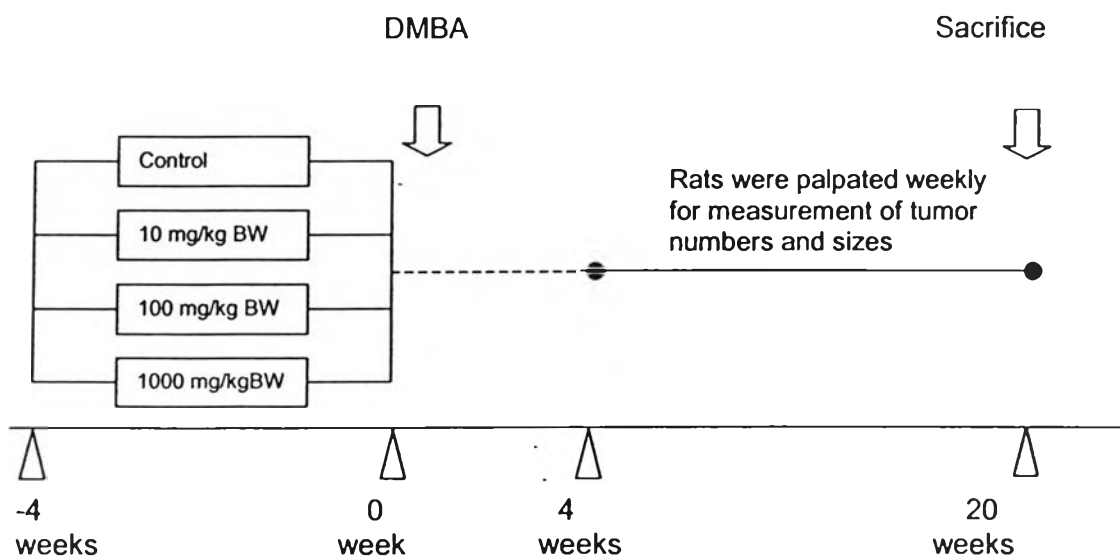 DMBA
Sacrifice
Control
10 mg/kg BW
100 mg/kg BW
1000 mg/kgBW
Rats were palpated weekly
for measurement of tumor
numbers and sizes
-4
weeks
0
week
4
weeks
20
weeks